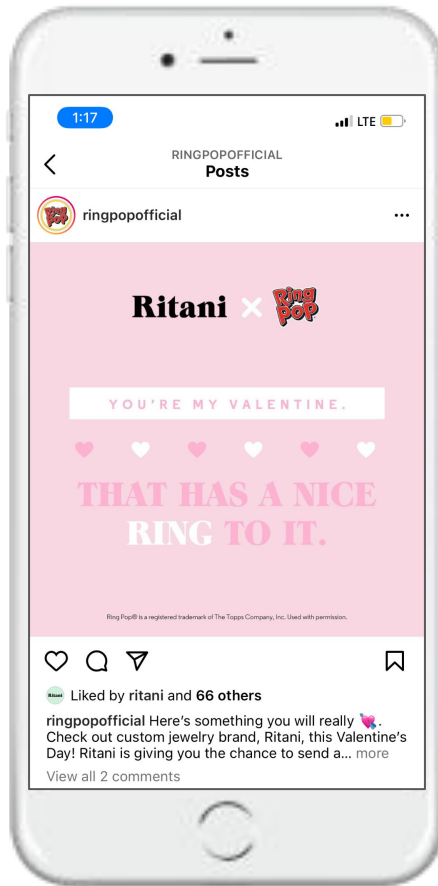 1:17
LTE
RINGPOPOFFICIAL
Posts
Ring Pop
ringpopofficial
Ritani × Ring Pop
YOU'RE MY VALENTINE.
THAT HAS A NICE
RING TO IT.
Ring Pop® is a registered trademark of The Topps Company, Inc. Used with permission.
Ritani Liked by ritani and 66 others
ringpopofficial Here's something you will really 💘.
Check out custom jewelry brand, Ritani, this Valentine's
Day! Ritani is giving you the chance to send a... more
View all 2 comments